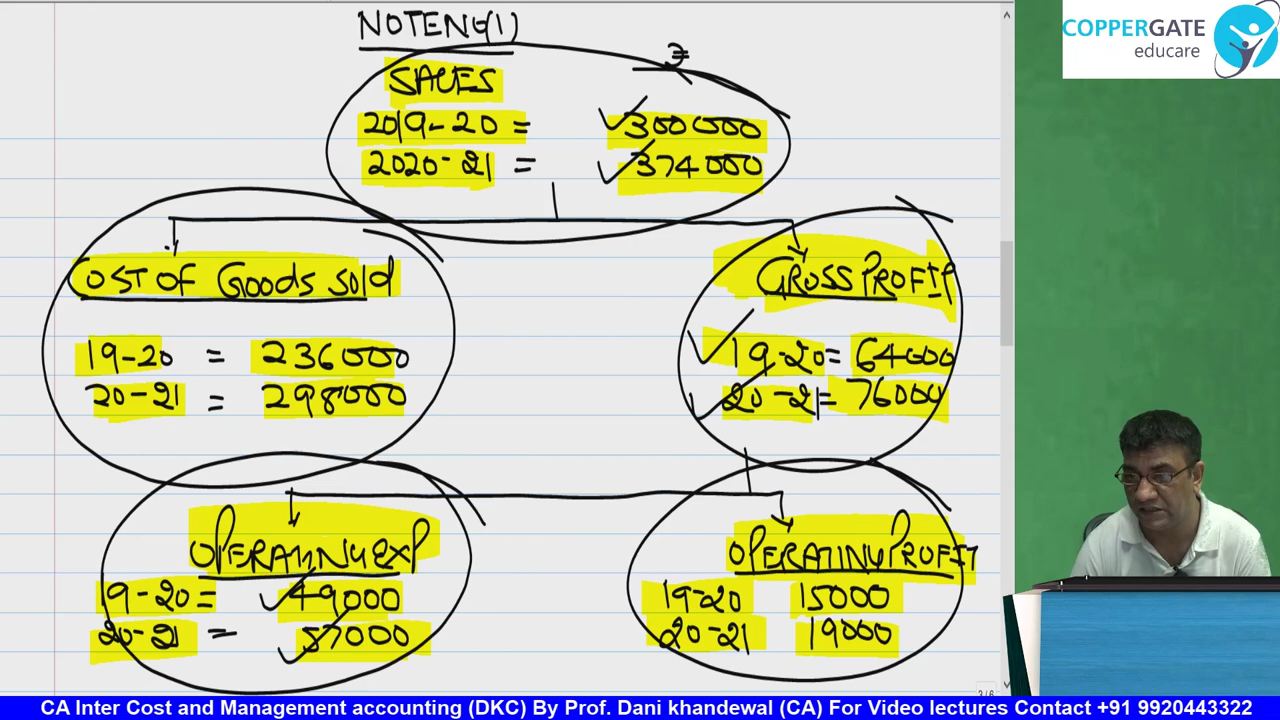 NOTENO(1)
COPPERGATE
educare
SALES
2019-20 = 300000
2020-21 = 374000
COST OF Goods Sold
19-20 = 236000
20-21 = 298000
GROSS PROFIT
19-20= 64000
20-21= 76000
OPERATING EXP
19-20= 49000
20-21 = 57000
OPERATING PROFIT
19-20 15000
20-21 19000
3/6
CA Inter Cost and Management accounting (DKC) By Prof. Dani khandewal (CA) For Video lectures Contact +91 9920443322